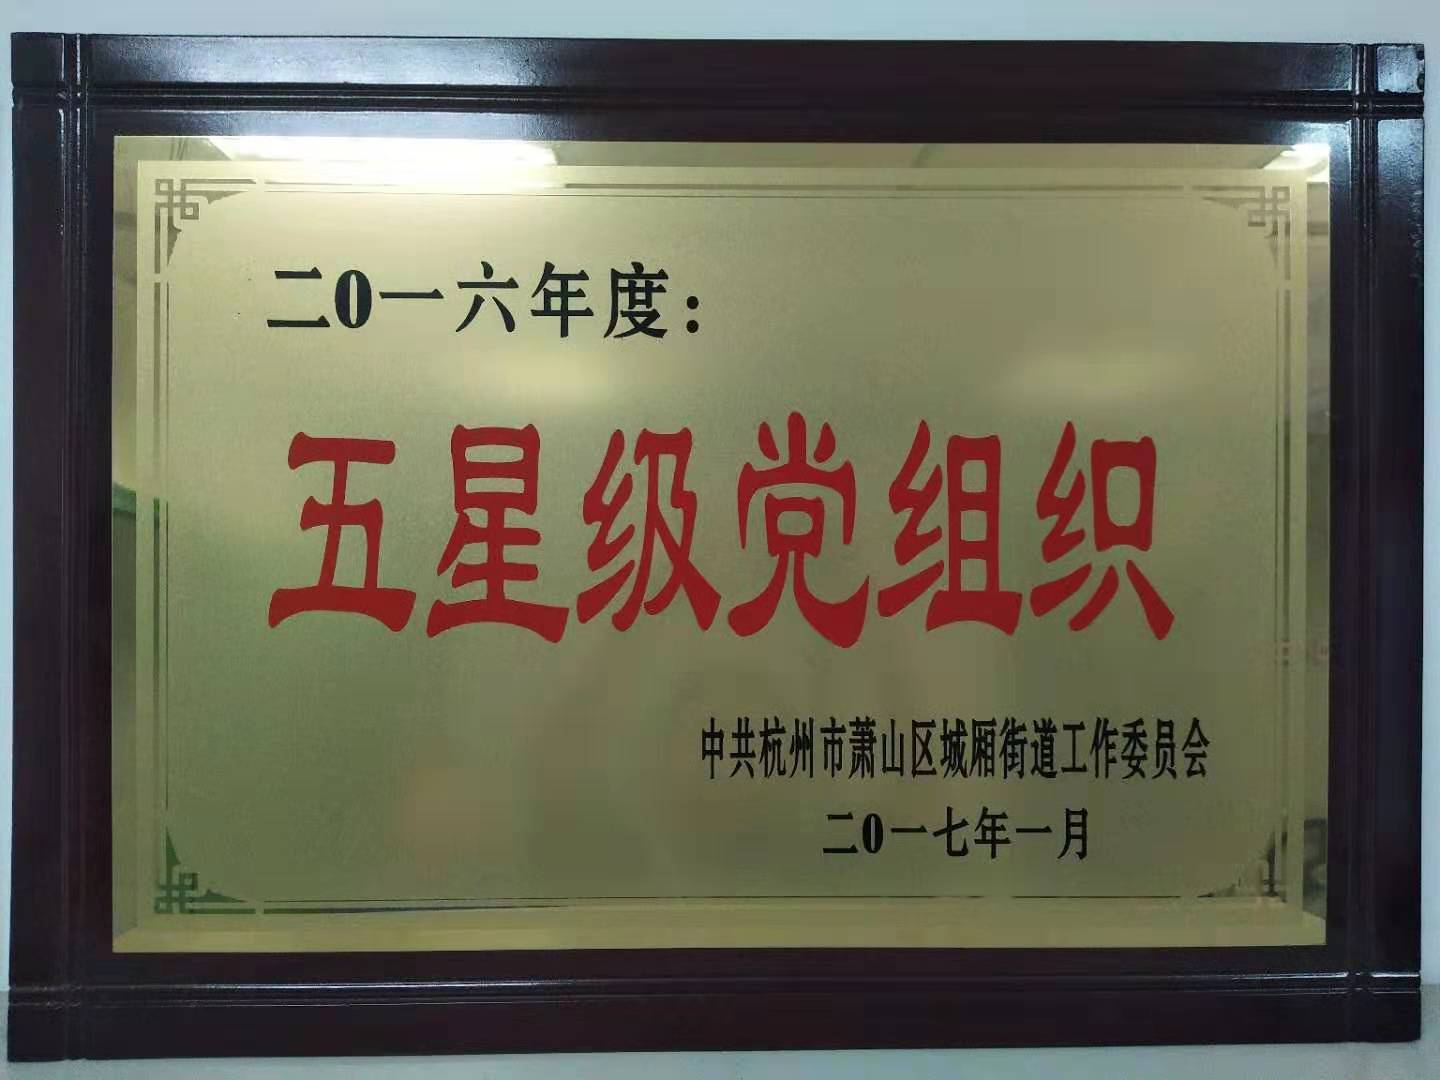 二0一六年度：
五星级党组织
中共杭州市萧山区城厢街道工作委员会
二0一七年一月